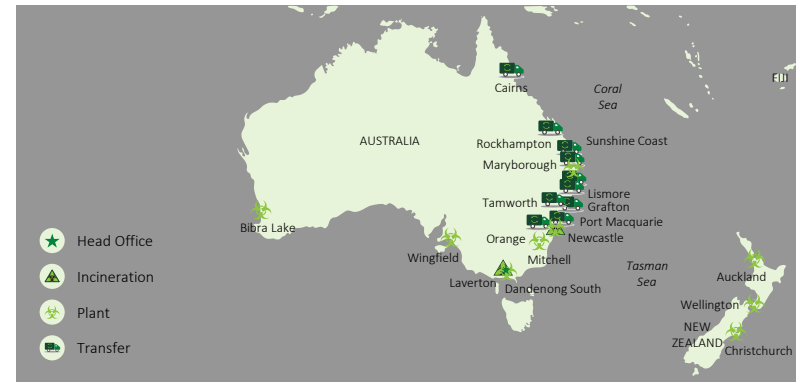 FIJI
Cairns
Coral
Sea
AUSTRALIA
Rockhampton
Sunshine Coast
Maryborough
Lismore
Tamworth
Grafton
Port Macquarie
Bibra Lake
Orange
Newcastle
Head Office
Wingfield
Mitchell
Tasman
Sea
Auckland
Incineration
Laverton
Dandenong South
Wellington
Plant
NEW
ZEALAND
Christchurch
Transfer